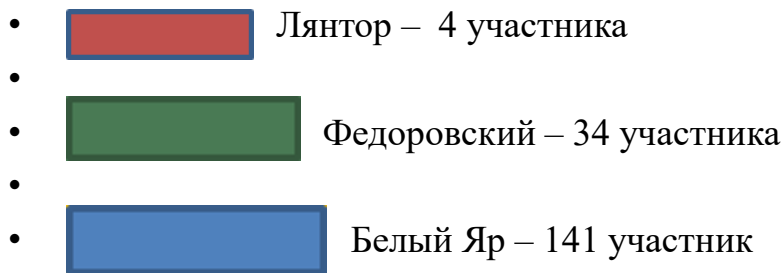 • Лянтор – 4 участника
•
• Федоровский – 34 участника
•
• Белый Яр – 141 участник